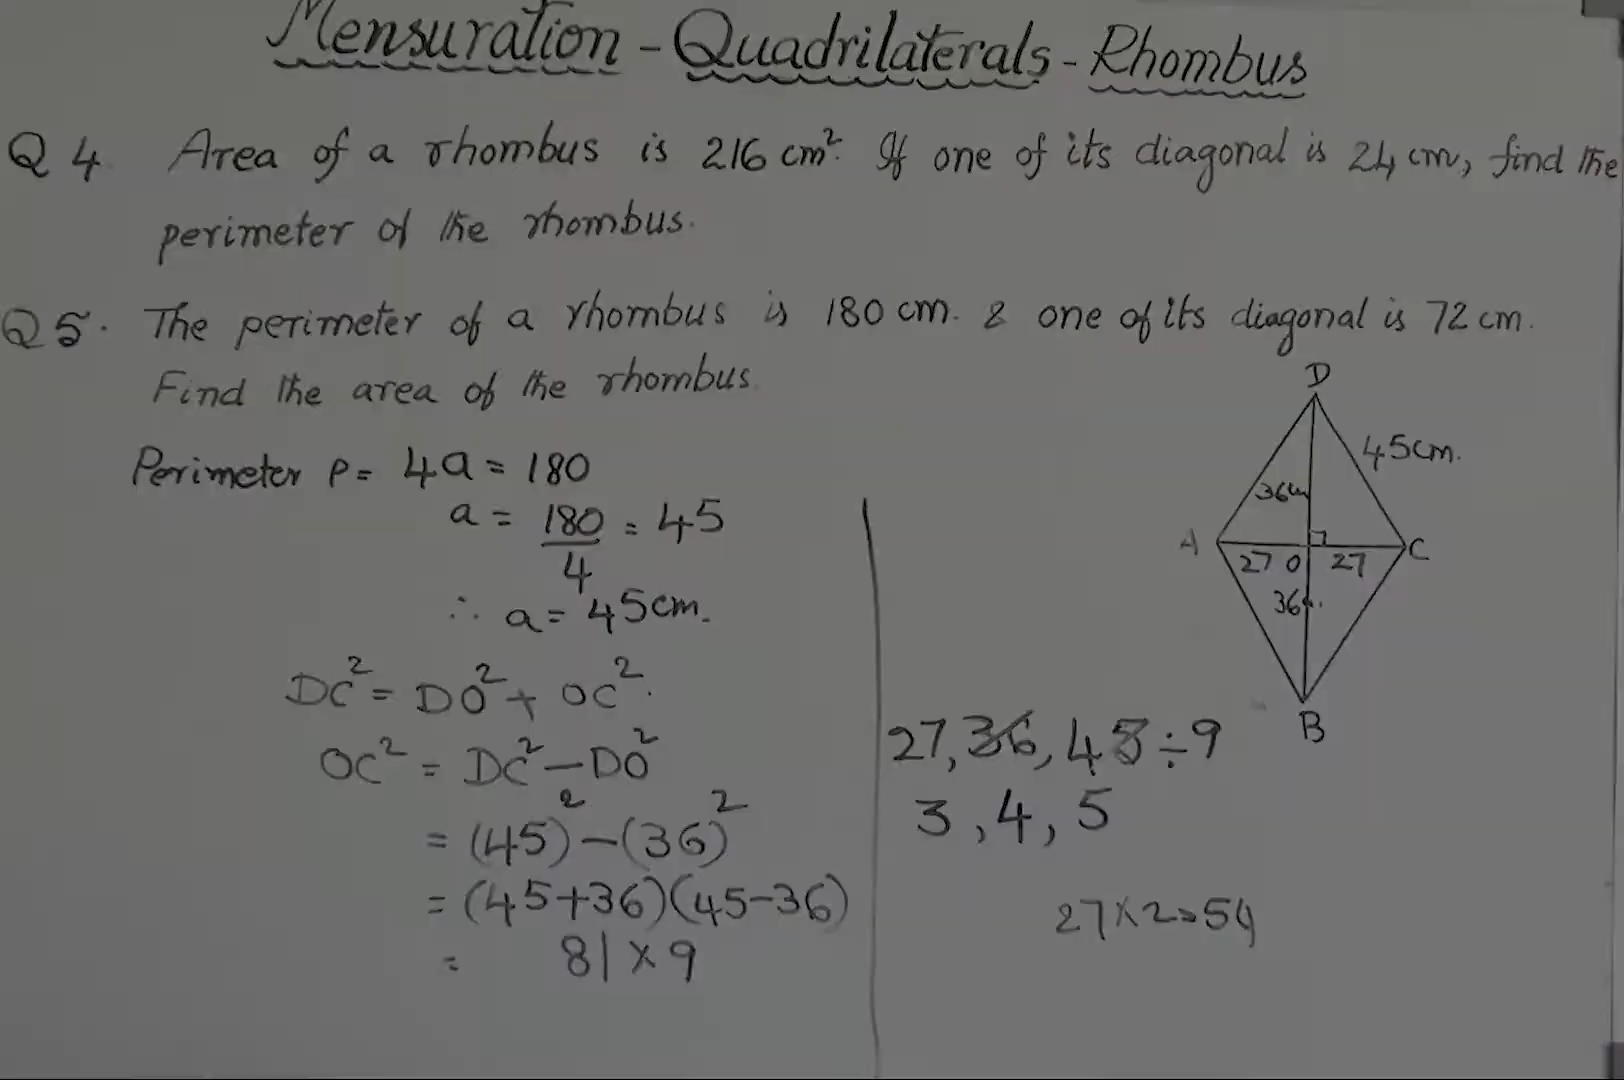 Mensuration - Quadrilaterals - Rhombus
Q 4. Area of a rhombus is 216 cm². If one of its diagonal is 24 cm, find the
perimeter of the rhombus.
Q 5. The perimeter of a rhombus is 180 cm. & one of its diagonal is 72 cm.
Find the area of the rhombus.
Perimeter P = 4a = 180
a = 180/4 = 45
∴ a = 45cm.
DC² = DO² + OC².
OC² = DC² - DO²
= (45)² - (36)²
= (45+36)(45-36)
= 81 × 9
D
45cm.
36cm
A
C
27 O 27
36cm.
B
27, 36, 45 ÷ 9
3, 4, 5
27 × 2 = 54